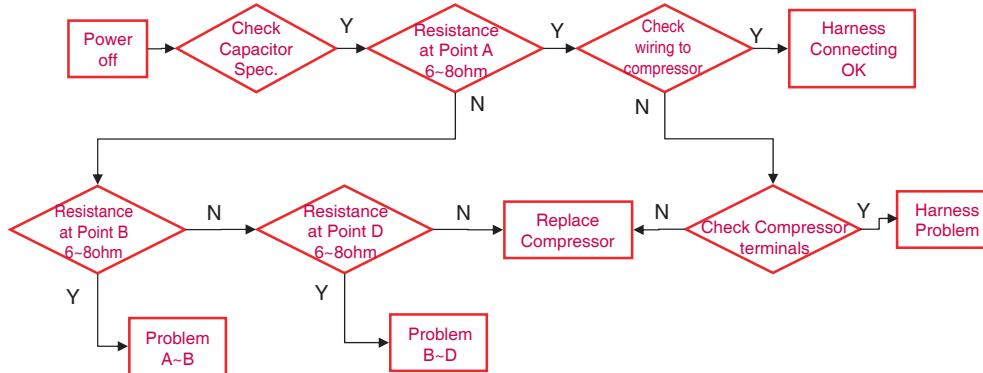 Power
off
Check
Capacitor
Spec.
Y
Resistance
at Point A
6~8ohm
Y
Check
wiring to
compressor
Y
Harness
Connecting
OK
N
N
Resistance
at Point B
6~8ohm
N
Resistance
at Point D
6~8ohm
N
Replace
Compressor
N
Check Compressor
terminals
Y
Harness
Problem
Y
Y
Problem
A~B
Problem
B~D